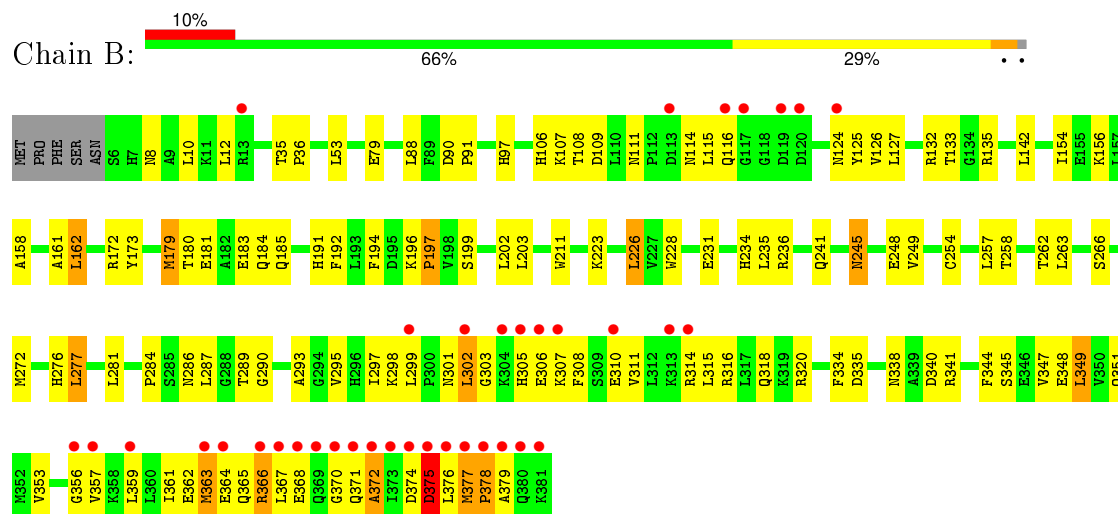 10%
Chain B:
66% 29% • •
MET PRO PHE SER ASN S6 H7 N8 A9 L10 K11 L12 R13 T35 P36 L53 E79 L88 F89 D90 P91 H97 H106 K107 T108 D109 L110 N111 P112 D113 N114 L115 Q116 G117 G118 D119 D120 N124 Y125 V126 L127 R132 T133 G134 R135 L142 I154 E155 K156 L157
A158 A161 L162 R172 Y173 M179 T180 E181 A182 E183 Q184 Q185 H191 F192 L193 F194 D195 K196 P197 V198 S199 L202 L203 W211 K223 L226 V227 W228 E231 H234 L235 R236 Q241 N245 E248 V249 C254 L257 T258 T262 L263 S266
M272 H276 L277 L281 P284 S285 N286 L287 G288 T289 G290 A293 G294 V295 H296 I297 K298 L299 P300 N301 L302 G303 K304 H305 E306 K307 F308 S309 E310 V311 L312 K313 R314 L315 R316 L317 Q318 K319 R320 F334 D335 N338 A339 D340 R341 F344 S345 E346 V347 E348 L349 V350 Q351
M352 V353 G356 V357 K358 L359 L360 I361 E362 M363 E364 Q365 R366 L367 E368 Q369 G370 Q371 A372 I373 D374 D375 L376 M377 P378 A379 Q380 K381